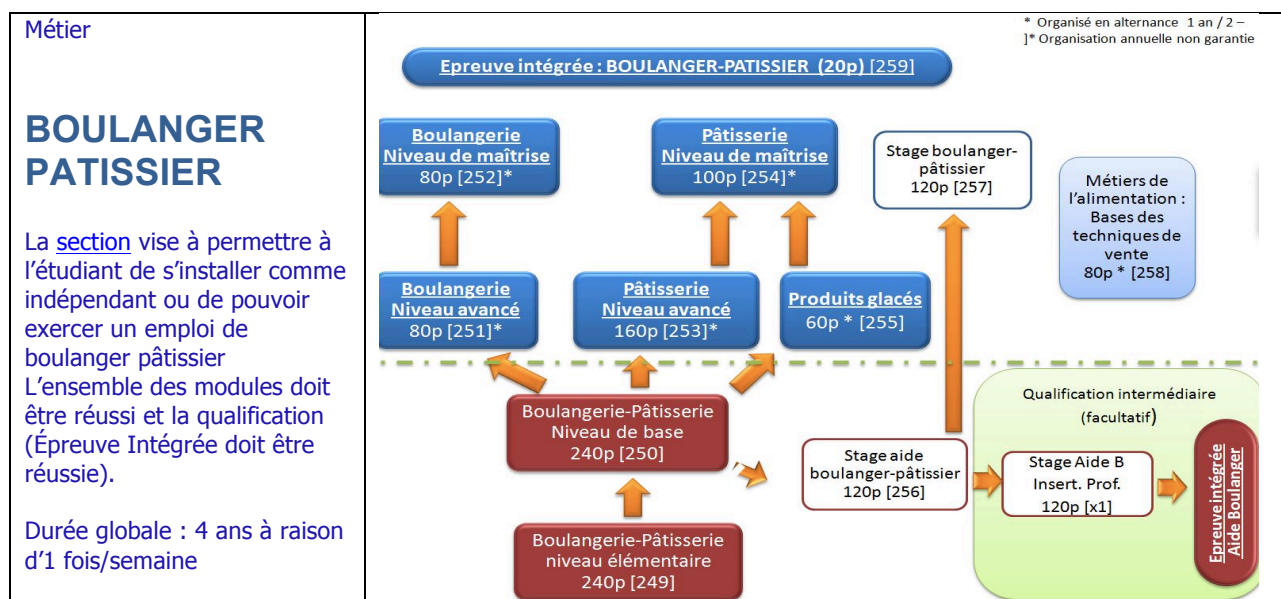 Métier
BOULANGER
PATISSIER
La section vise à permettre à
l’étudiant de s’installer comme
indépendant ou de pouvoir
exercer un emploi de
boulanger pâtissier
L’ensemble des modules doit
être réussi et la qualification
(Épreuve Intégrée doit être
réussie).
Durée globale : 4 ans à raison
d’1 fois/semaine
* Organisé en alternance 1 an / 2 –
]* Organisation annuelle non garantie
Epreuve intégrée : BOULANGER-PATISSIER (20p) [259]
Boulangerie
Niveau de maîtrise
80p [252]*
Pâtisserie
Niveau de maîtrise
100p [254]*
Stage boulanger-
pâtissier
120p [257]
Métiers de
l’alimentation :
Bases des
techniques de
vente
80p * [258]
Boulangerie
Niveau avancé
80p [251]*
Pâtisserie
Niveau avancé
160p [253]*
Produits glacés
60p * [255]
Boulangerie-Pâtisserie
Niveau de base
240p [250]
Stage aide
boulanger-pâtissier
120p [256]
Qualification intermédiaire
(facultatif)
Stage Aide B
Insert. Prof.
120p [x1]
Epreuve intégrée
Aide Boulanger
Boulangerie-Pâtisserie
niveau élémentaire
240p [249]